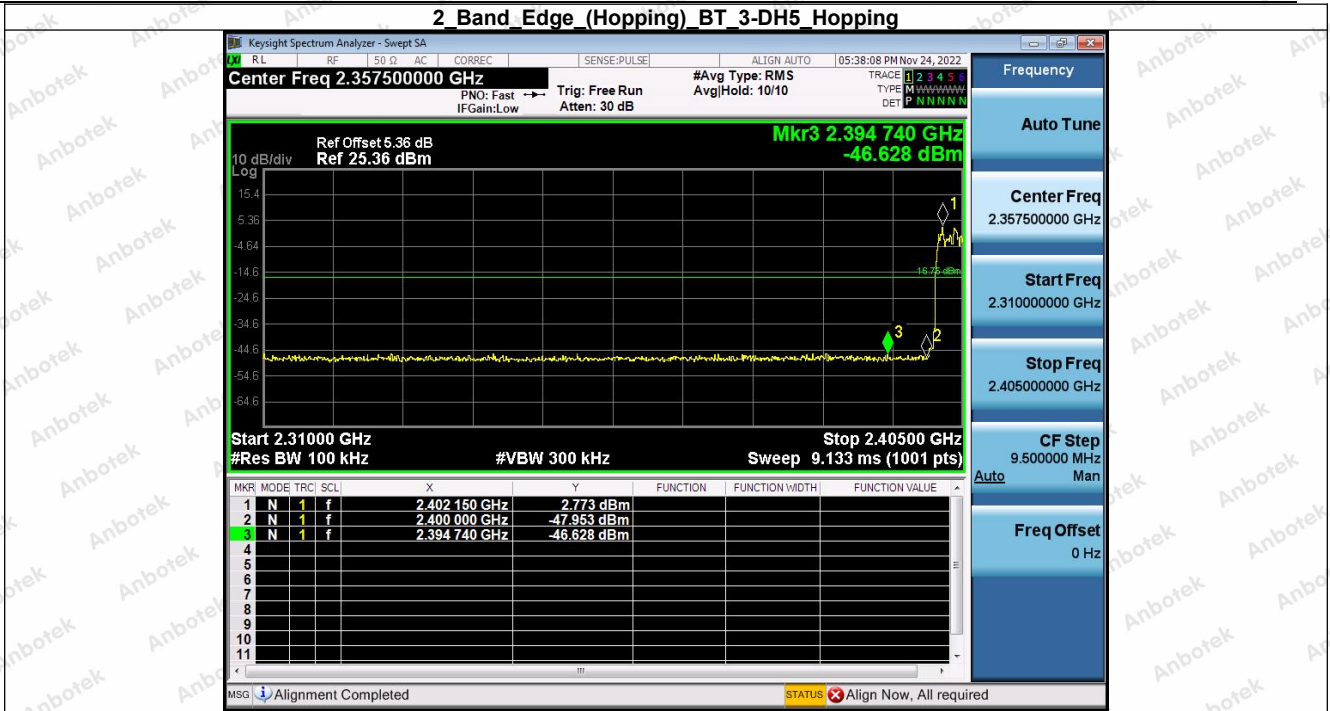 2_Band_Edge_(Hopping)_BT_3-DH5_Hopping
Keysight Spectrum Analyzer - Swept SA
LXI RL RF 50 Ω AC CORREC SENSE:PULSE ALIGN AUTO 05:38:08 PM Nov 24, 2022
Center Freq 2.357500000 GHz
PNO: Fast
IFGain:Low
Trig: Free Run
Atten: 30 dB
#Avg Type: RMS
Avg|Hold: 10/10
TRACE 1 2 3 4 5 6
TYPE M WWWWW
DET P N N N N N
Mkr3 2.394 740 GHz
-46.628 dBm
Ref Offset 5.36 dB
10 dB/div Ref 25.36 dBm
Log
15.4
5.36
-4.64
-14.6
-24.6
-34.6
-44.6
-54.6
-64.6
1
-16.75 dBm
3
2
Start 2.31000 GHz Stop 2.40500 GHz
#Res BW 100 kHz #VBW 300 kHz Sweep 9.133 ms (1001 pts)
MKR MODE TRC SCL X Y FUNCTION FUNCTION WIDTH FUNCTION VALUE
1 N 1 f 2.402 150 GHz 2.773 dBm
2 N 1 f 2.400 000 GHz -47.953 dBm
3 N 1 f 2.394 740 GHz -46.628 dBm
4
5
6
7
8
9
10
11
MSG Alignment Completed STATUS Align Now, All required
Frequency
Auto Tune
Center Freq
2.357500000 GHz
Start Freq
2.310000000 GHz
Stop Freq
2.405000000 GHz
CF Step
9.500000 MHz
Auto Man
Freq Offset
0 Hz
Anbotek